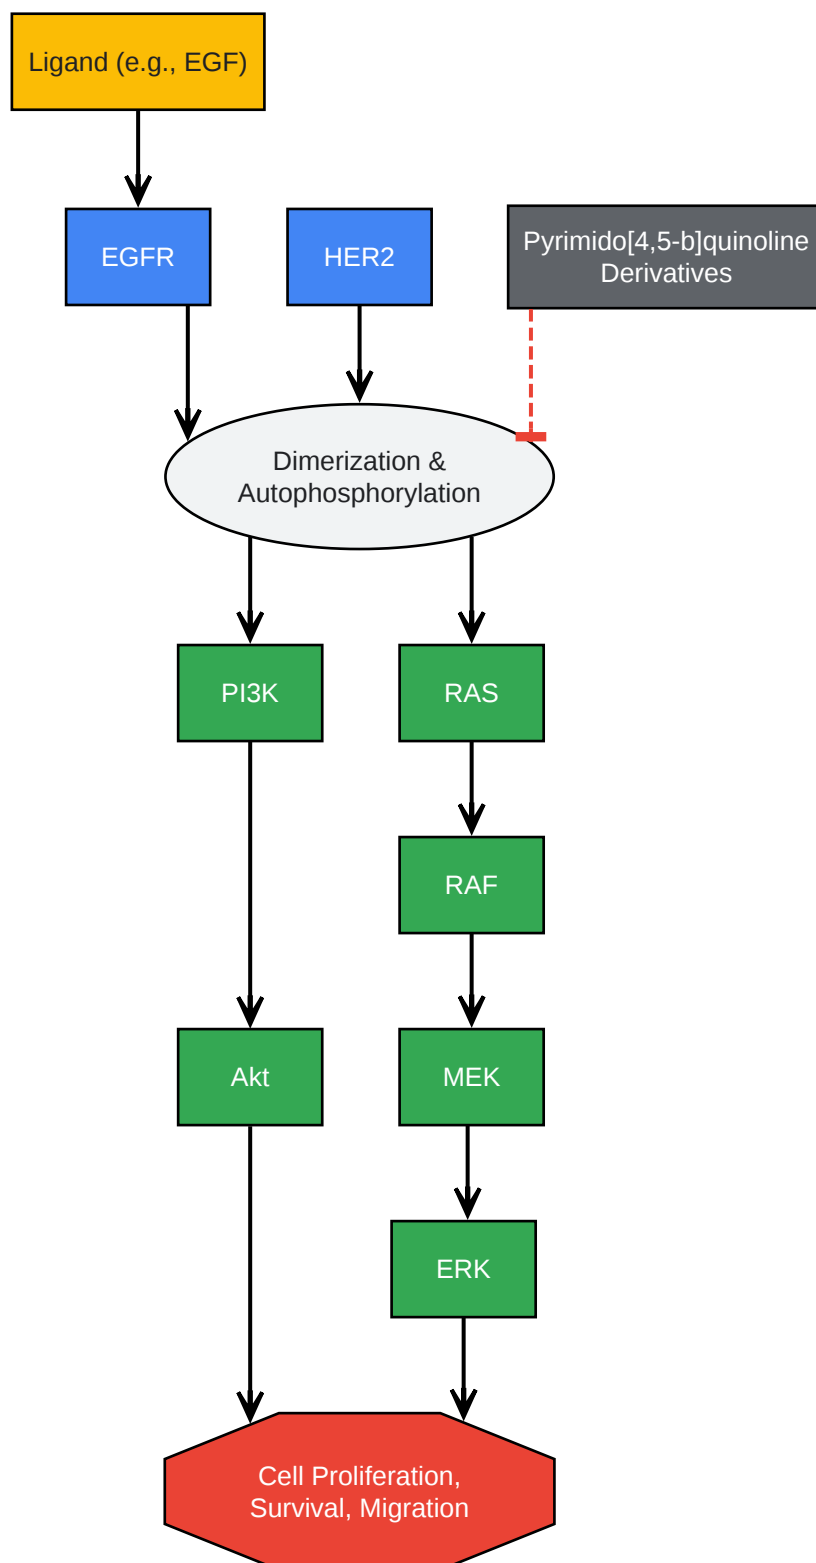 Ligand (e.g., EGF)
EGFR
HER2
Pyrimido[4,5-b]quinoline
Derivatives
Dimerization &
Autophosphorylation
PI3K
RAS
RAF
Akt
MEK
ERK
Cell Proliferation,
Survival, Migration